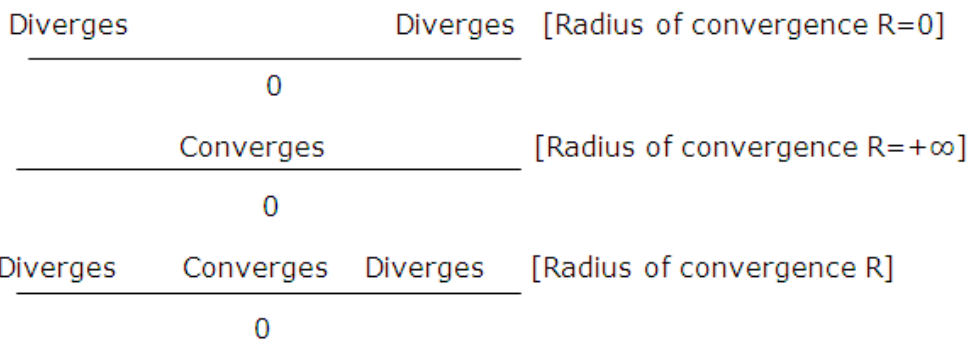 Diverges Diverges [Radius of convergence R=0]
0
Converges [Radius of convergence R=+∞]
0
Diverges Converges Diverges [Radius of convergence R]
0